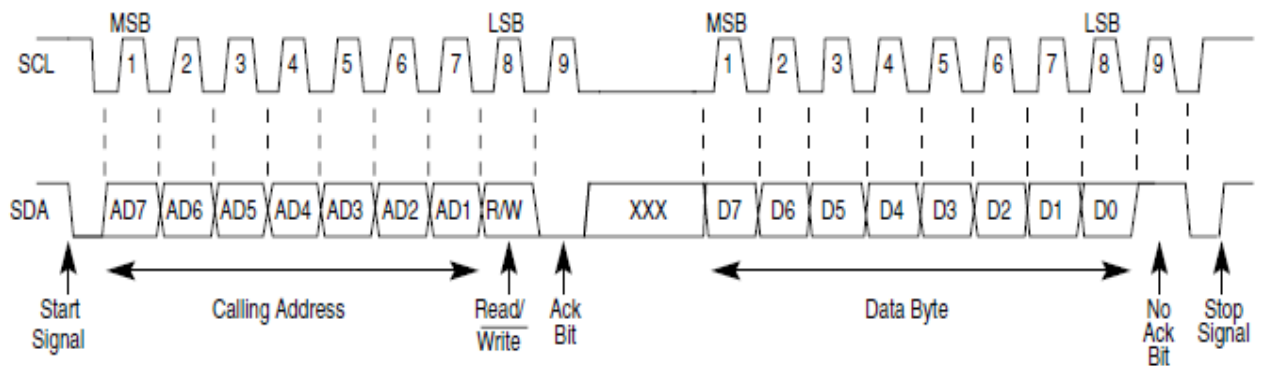 MSB LSB MSB LSB
SCL 1 2 3 4 5 6 7 8 9 1 2 3 4 5 6 7 8 9
SDA AD7 AD6 AD5 AD4 AD3 AD2 AD1 R/W XXX D7 D6 D5 D4 D3 D2 D1 D0
Start Signal
Calling Address
Read/
Write
Ack
Bit
Data Byte
No
Ack
Bit
Stop
Signal